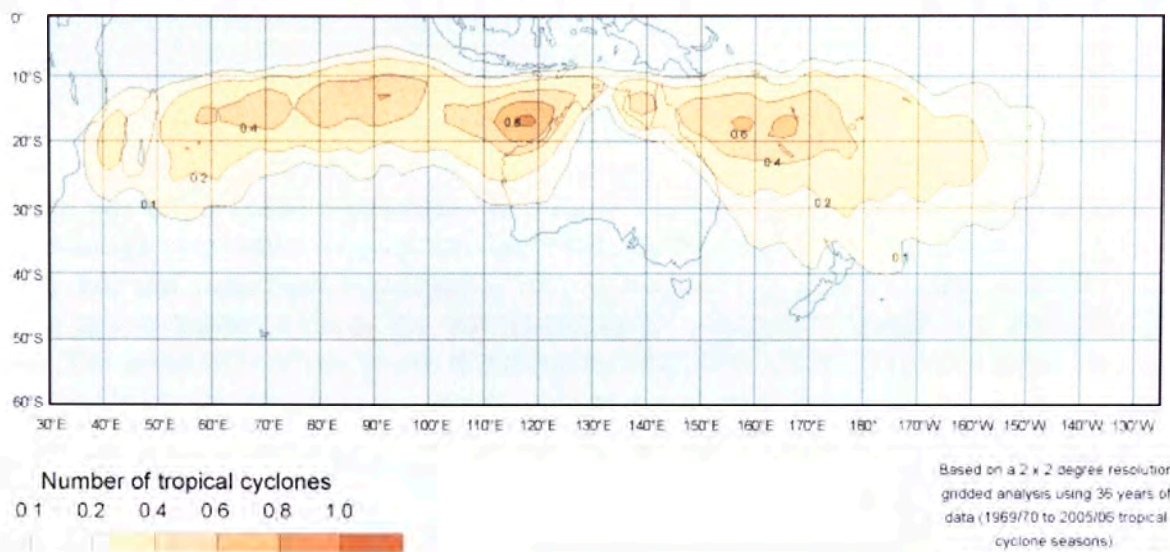 0°
10°S
20°S
30°S
40°S
50°S
60°S
0.4
0.2
0.1
0.8
0.6
0.4
0.2
0.1
30°E 40°E 50°E 60°E 70°E 80°E 90°E 100°E 110°E 120°E 130°E 140°E 150°E 160°E 170°E 180° 170°W 160°W 150°W 140°W 130°W
Number of tropical cyclones
0 1 0.2 0.4 0.6 0.8 1.0
Based on a 2 x 2 degree resolution
gridded analysis using 36 years of
data (1969/70 to 2005/06 tropical
cyclone seasons)